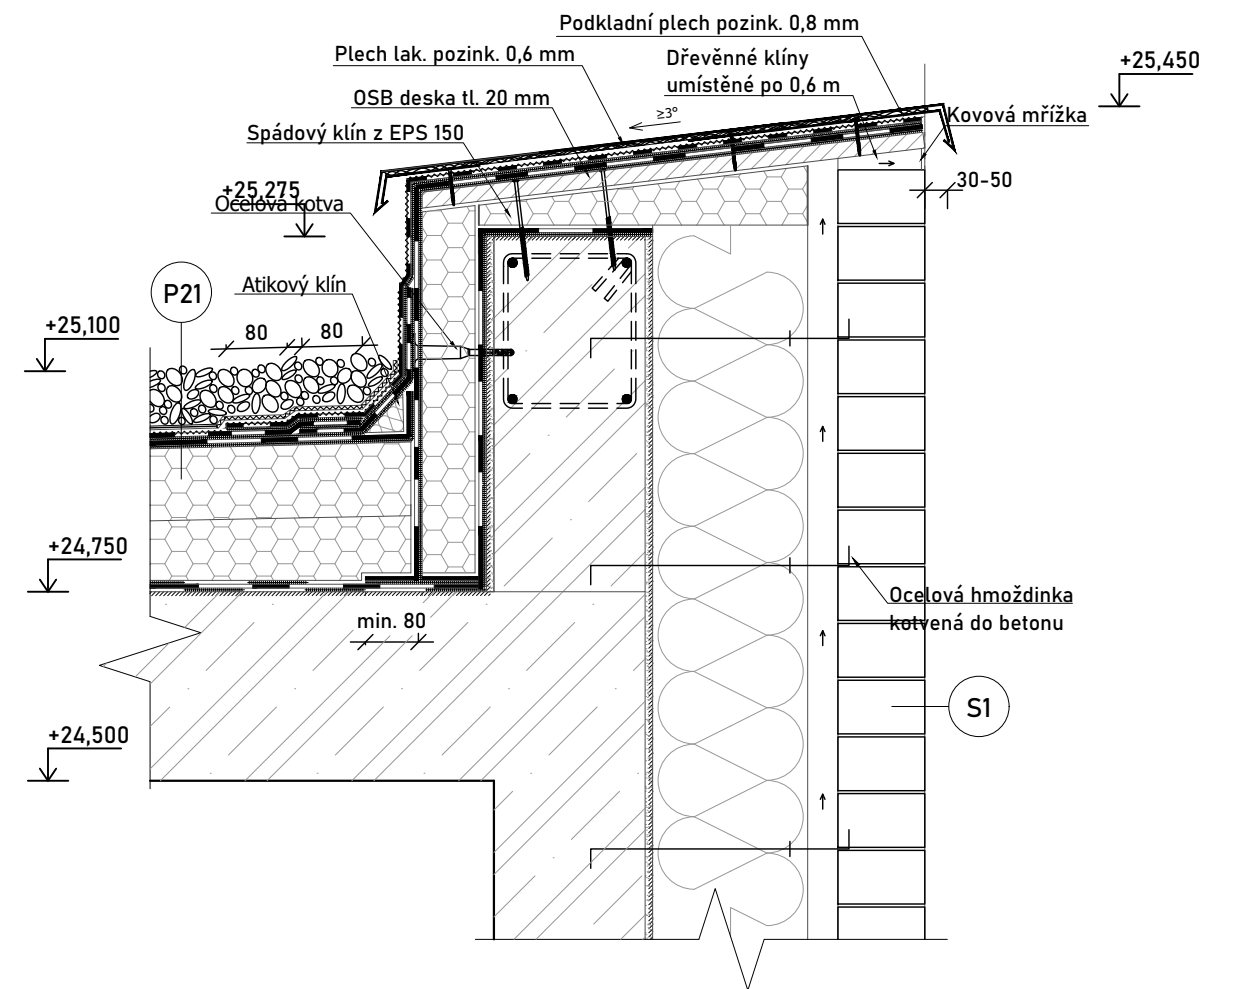 Podkladní plech pozink. 0,8 mm
Plech lak. pozink. 0,6 mm
Dřevěnné klíny
umístěné po 0,6 m
+25,450
OSB deska tl. 20 mm
≥3°
Kovová mřížka
Spádový klín z EPS 150
30-50
+25,275
Ocelová kotva
Atikový klín
P21
+25,100
80
80
+24,750
Ocelová hmoždinka
kotvená do betonu
min. 80
S1
+24,500